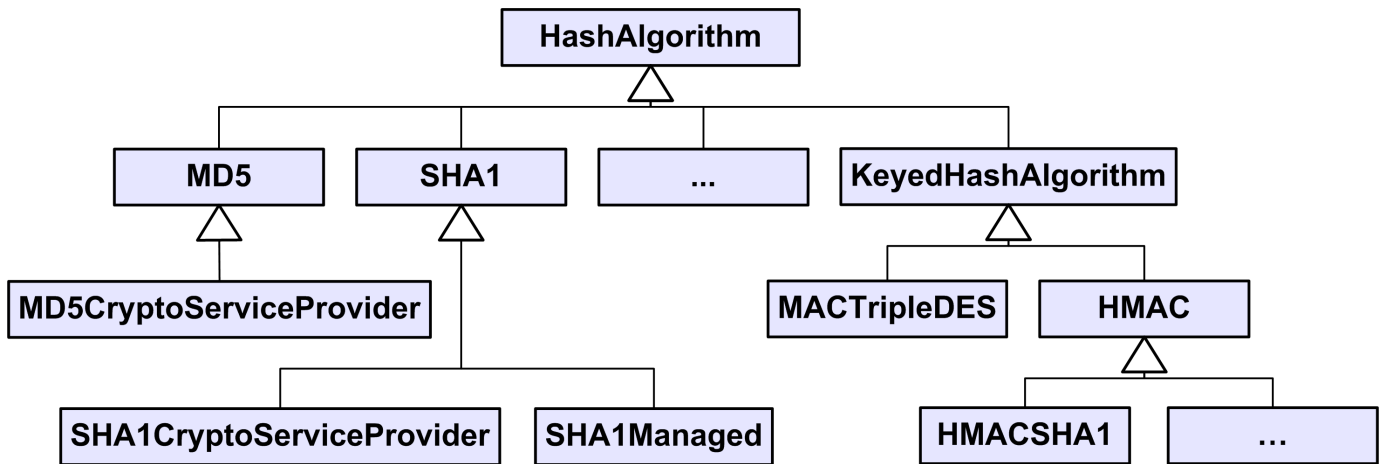 HashAlgorithm
MD5
SHA1
...
KeyedHashAlgorithm
MD5CryptoServiceProvider
MACTripleDES
HMAC
SHA1CryptoServiceProvider
SHA1Managed
HMACSHA1
...